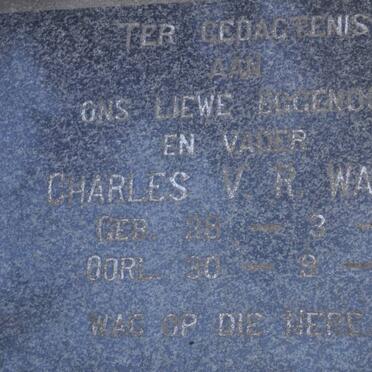 TER GEDAGTENIS
AAN
ONS LIEWE EGGENO
EN VADER
CHARLES V. R. WA
GEB. 28 – 3 –
OORL. 30 – 9 –
WAG OP DIE HERE